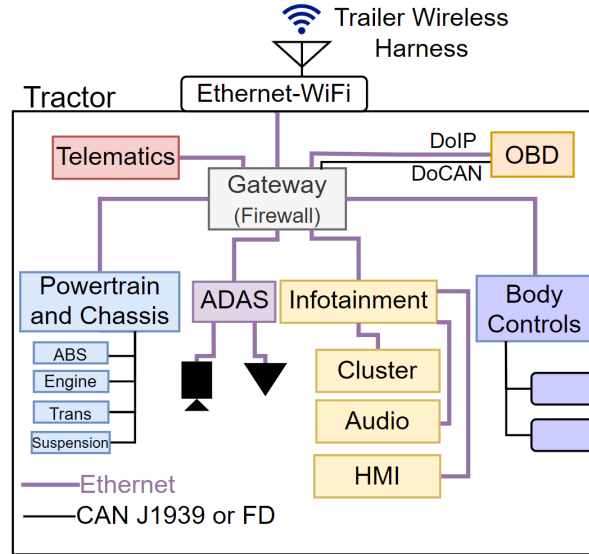 Trailer Wireless
Harness
Ethernet-WiFi
Tractor
Telematics
DoIP
DoCAN
OBD
Gateway
(Firewall)
Powertrain
and Chassis
ADAS
Infotainment
Body
Controls
ABS
Engine
Trans
Suspension
Cluster
Audio
HMI
Ethernet
CAN J1939 or FD